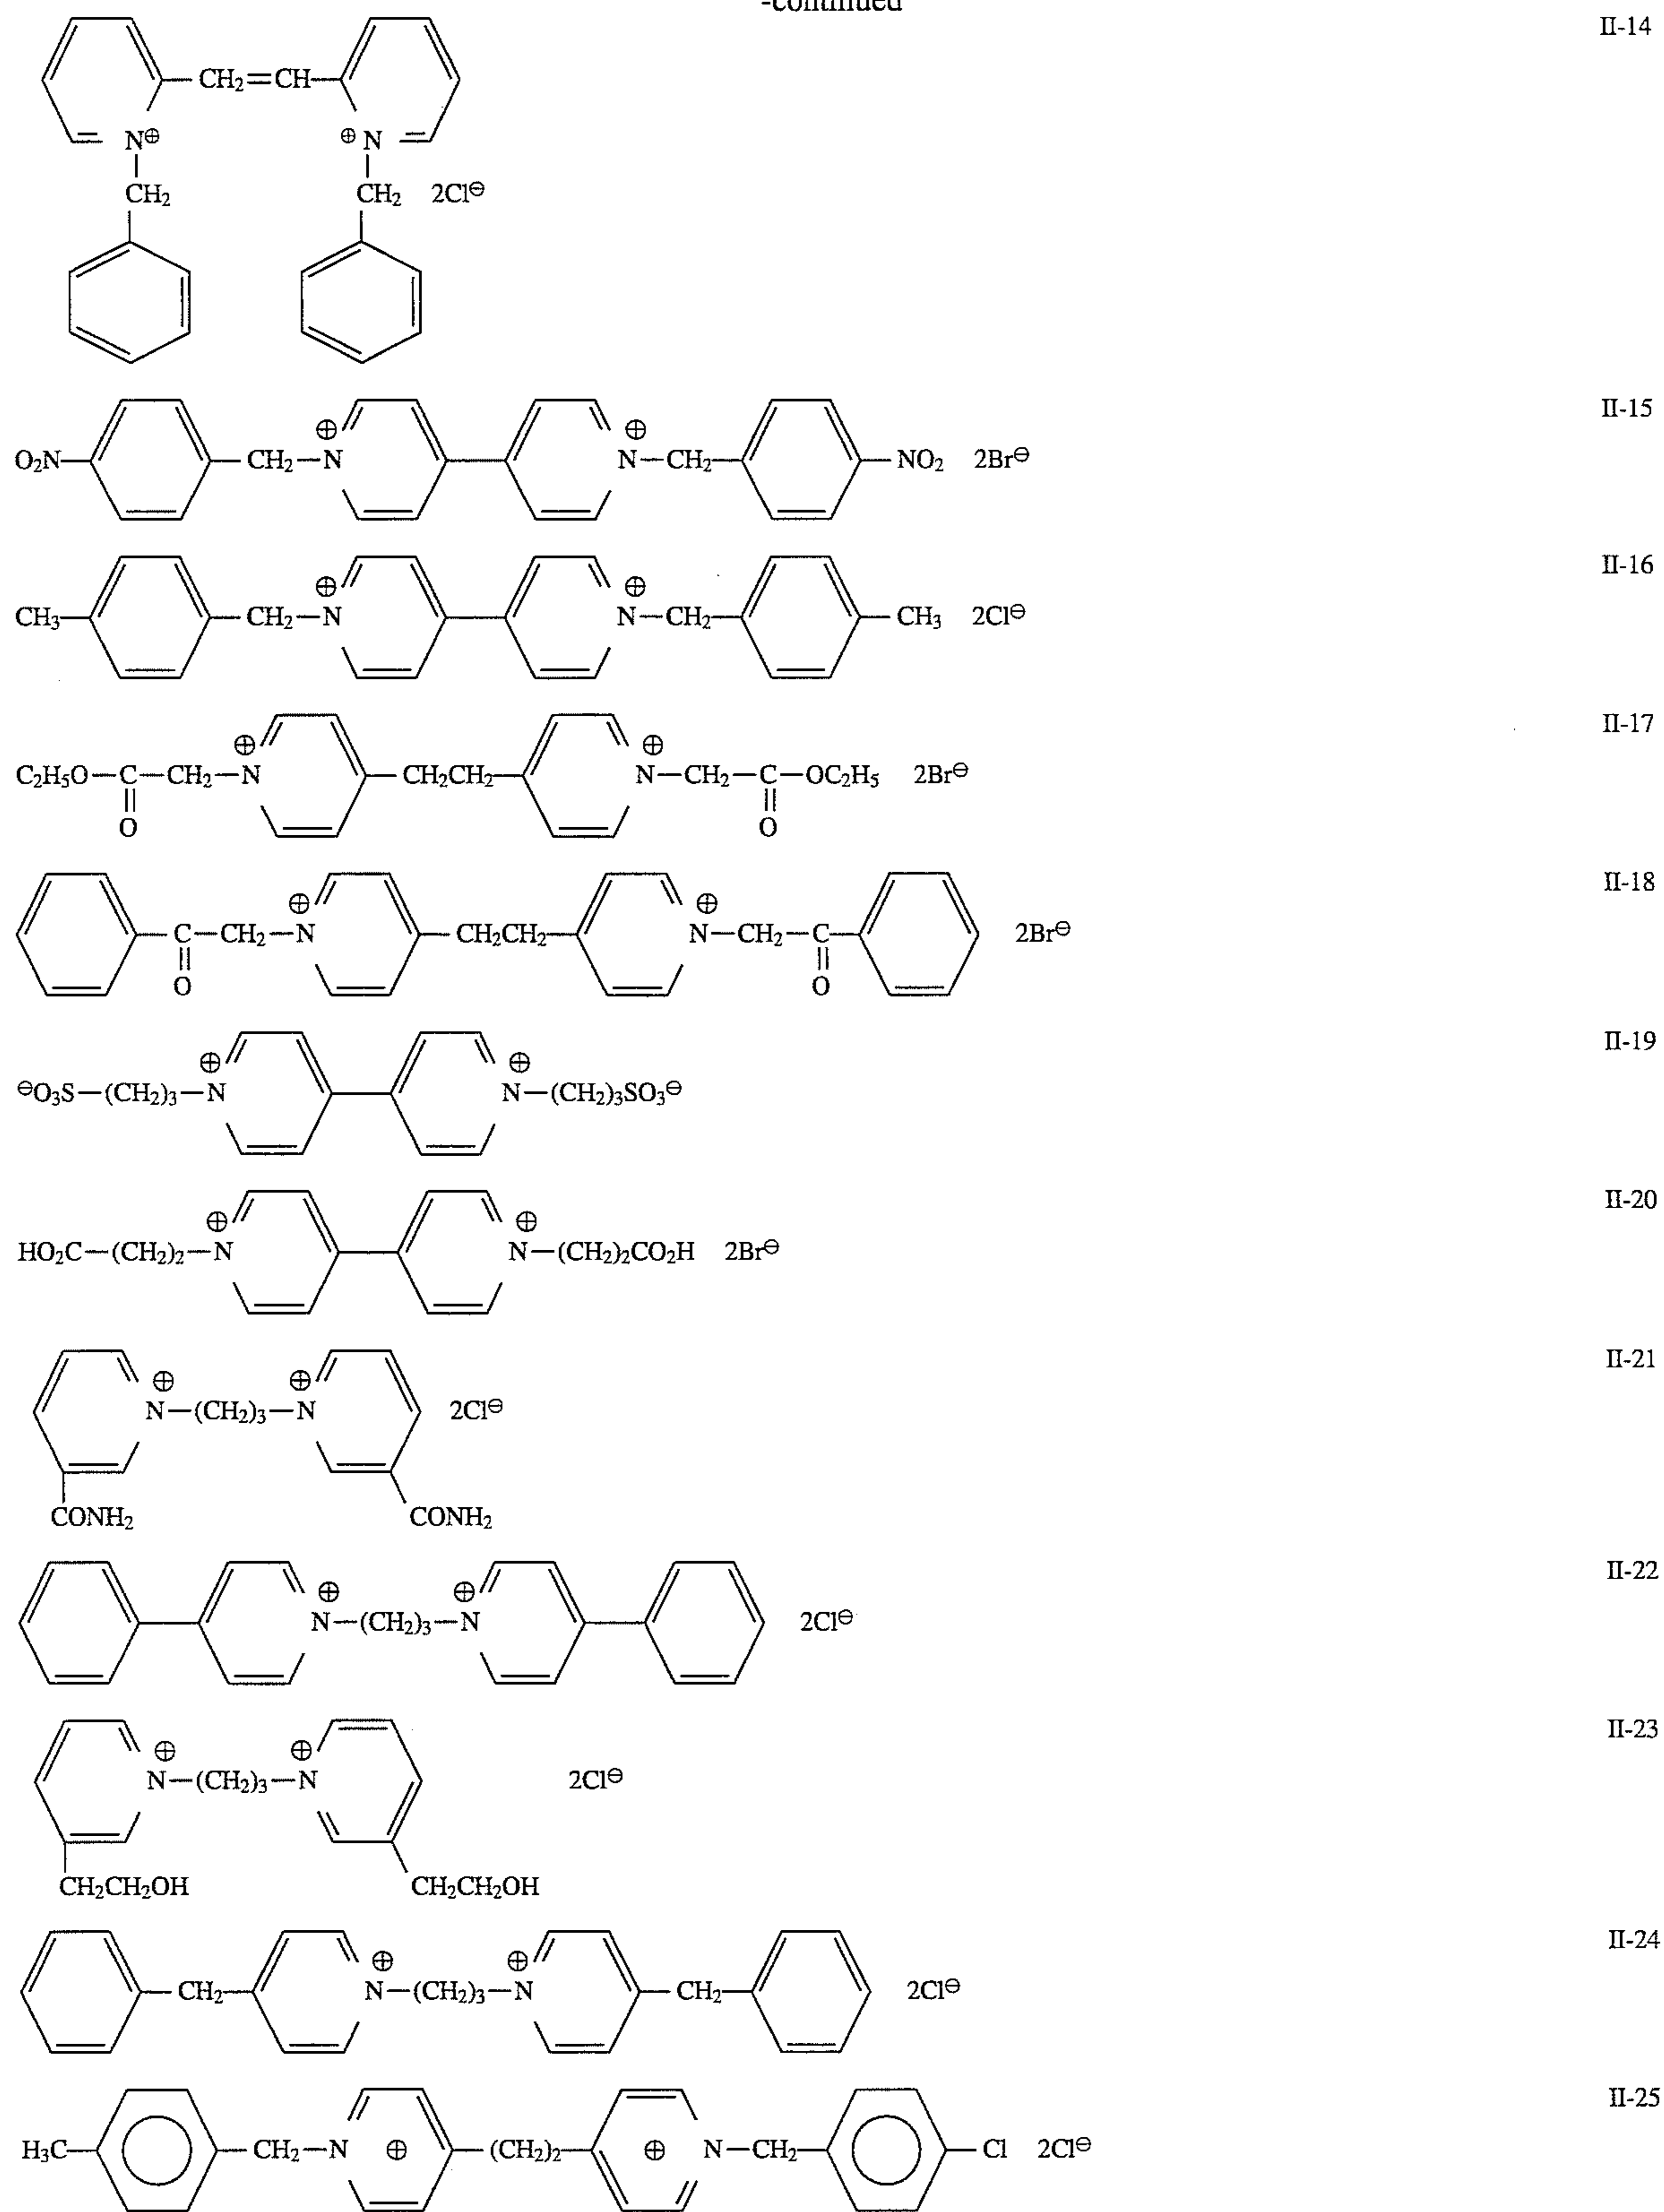 -continued
II-14
CH₂=CH
N⊕ ⊕N
CH₂ CH₂ 2Cl⊖
II-15
⊕ ⊕
O₂N CH₂—N N—CH₂ NO₂ 2Br⊖
II-16
⊕ ⊕
CH₃ CH₂—N N—CH₂ CH₃ 2Cl⊖
II-17
⊕ ⊕
C₂H₅O—C—CH₂—N CH₂CH₂ N—CH₂—C—OC₂H₅ 2Br⊖
O O
II-18
⊕ ⊕
C—CH₂—N CH₂CH₂ N—CH₂—C 2Br⊖
O O
II-19
⊕ ⊕
⊖O₃S—(CH₂)₃—N N—(CH₂)₃SO₃⊖
II-20
⊕ ⊕
HO₂C—(CH₂)₂—N N—(CH₂)₂CO₂H 2Br⊖
II-21
⊕ ⊕
N—(CH₂)₃—N 2Cl⊖
CONH₂ CONH₂
II-22
⊕ ⊕
N—(CH₂)₃—N 2Cl⊖
II-23
⊕ ⊕
N—(CH₂)₃—N 2Cl⊖
CH₂CH₂OH CH₂CH₂OH
II-24
⊕ ⊕
CH₂ N—(CH₂)₃—N CH₂ 2Cl⊖
II-25
H₃C CH₂—N ⊕ (CH₂)₂ ⊕ N—CH₂ Cl 2Cl⊖